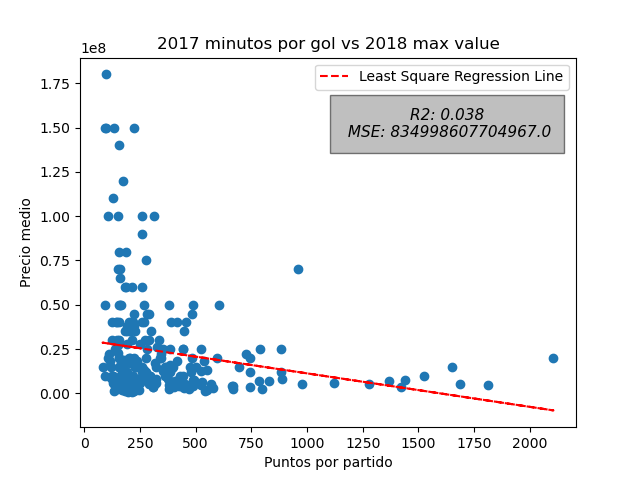 2017 minutos por gol vs 2018 max value
1e8
Least Square Regression Line
R2: 0.038
MSE: 834998607704967.0
1.75
1.50
1.25
1.00
0.75
0.50
0.25
0.00
Precio medio
0 250 500 750 1000 1250 1500 1750 2000
Puntos por partido